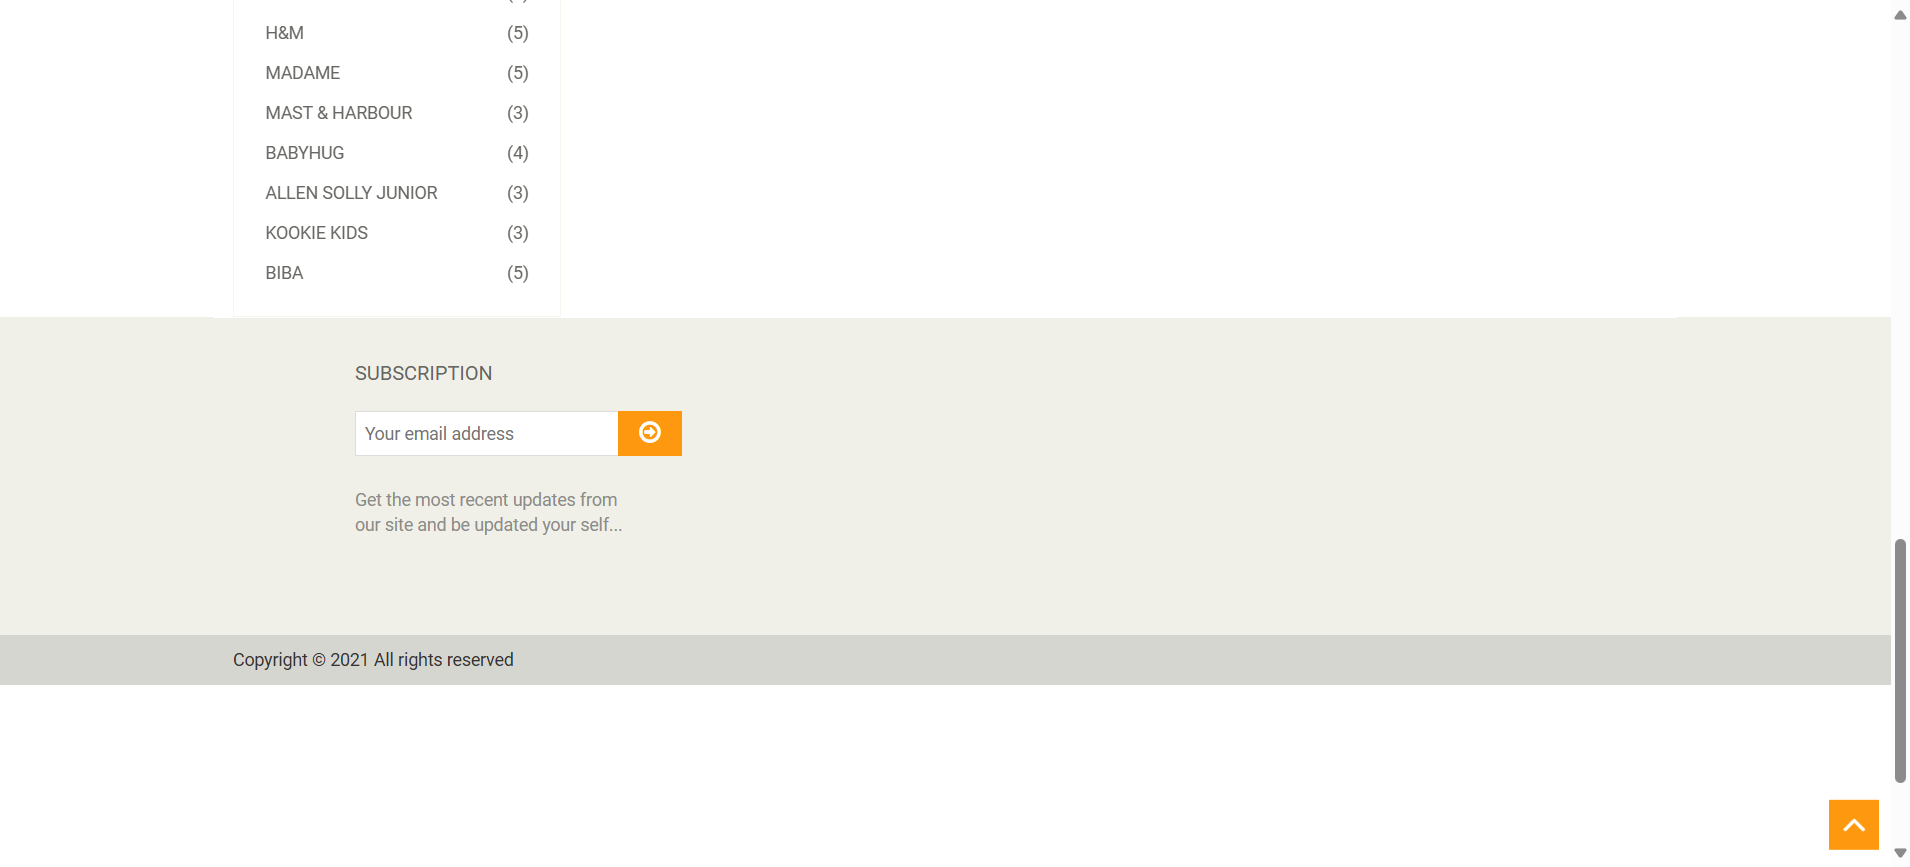 H&M (5)
MADAME (5)
MAST & HARBOUR (3)
BABYHUG (4)
ALLEN SOLLY JUNIOR (3)
KOOKIE KIDS (3)
BIBA (5)
SUBSCRIPTION
Your email address
Get the most recent updates from
our site and be updated your self...
Copyright © 2021 All rights reserved